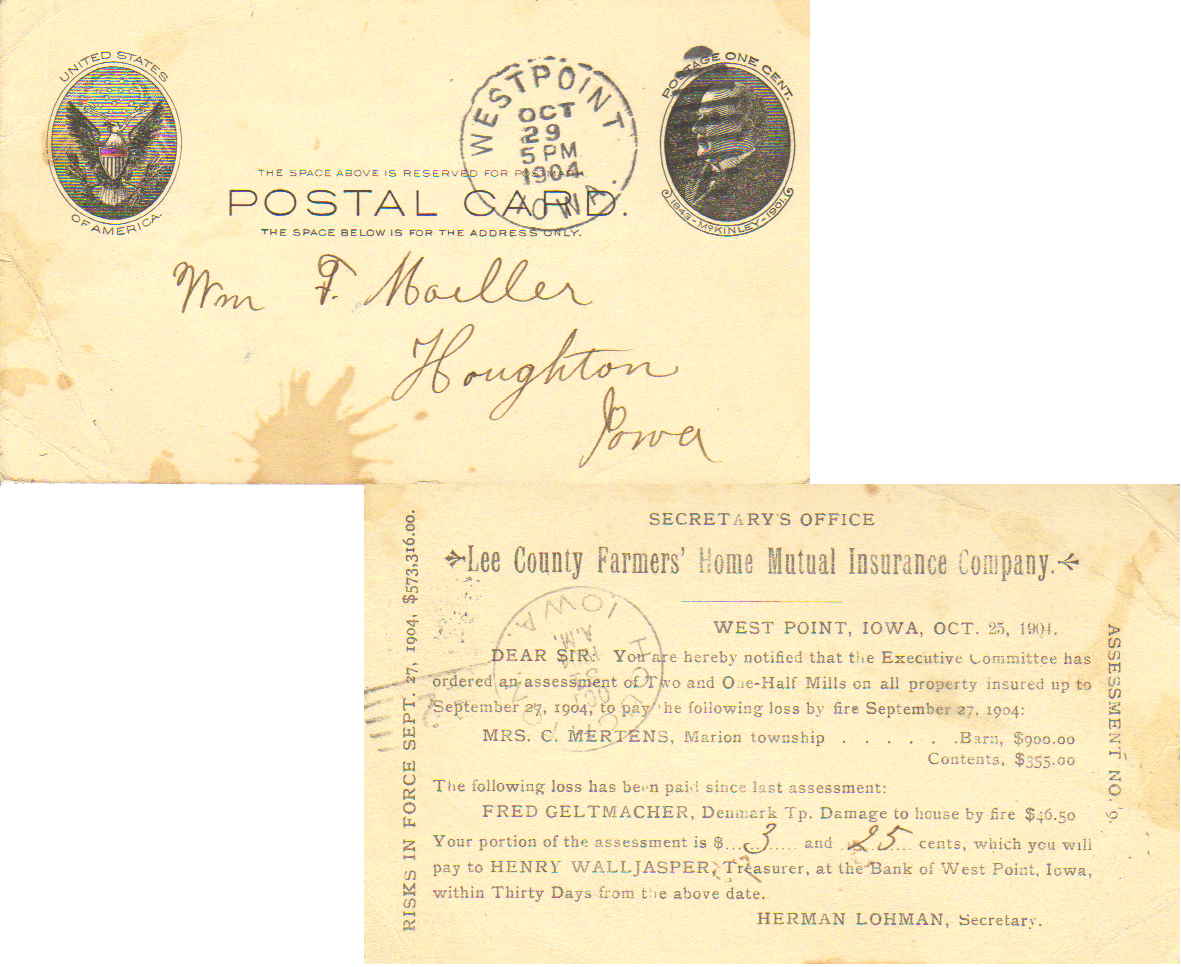 UNITED STATES
OF AMERICA.
WESTPOINT
OCT
29
5 PM
1904
IOWA.
POSTAGE ONE CENT.
1843-McKINLEY-1901
THE SPACE ABOVE IS RESERVED FOR POSTMARK.
POSTAL CARD.
THE SPACE BELOW IS FOR THE ADDRESS ONLY.
Wm F. Moeller
Houghton
Iowa
SECRETARY'S OFFICE
Lee County Farmers' Home Mutual Insurance Company.
WEST POINT, IOWA, OCT. 25, 1904.
DEAR SIR: You are hereby notified that the Executive Committee has
ordered an assessment of Two and One-Half Mills on all property insured up to
September 27, 1904, to pay the following loss by fire September 27, 1904:
MRS. C. MERTENS, Marion township . . . . . . .Barn, $900.00
Contents, $355.00
The following loss has been paid since last assessment:
FRED GELTMACHER, Denmark Tp. Damage to house by fire $46.50
Your portion of the assessment is $...3.... and ..25... cents, which you will
pay to HENRY WALLJASPER, Treasurer, at the Bank of West Point, Iowa,
within Thirty Days from the above date.
HERMAN LOHMAN, Secretary.
RISKS IN FORCE SEPT. 27, 1904, $573,316.00.
ASSESSMENT NO. 9.
IOWA.
A.M.